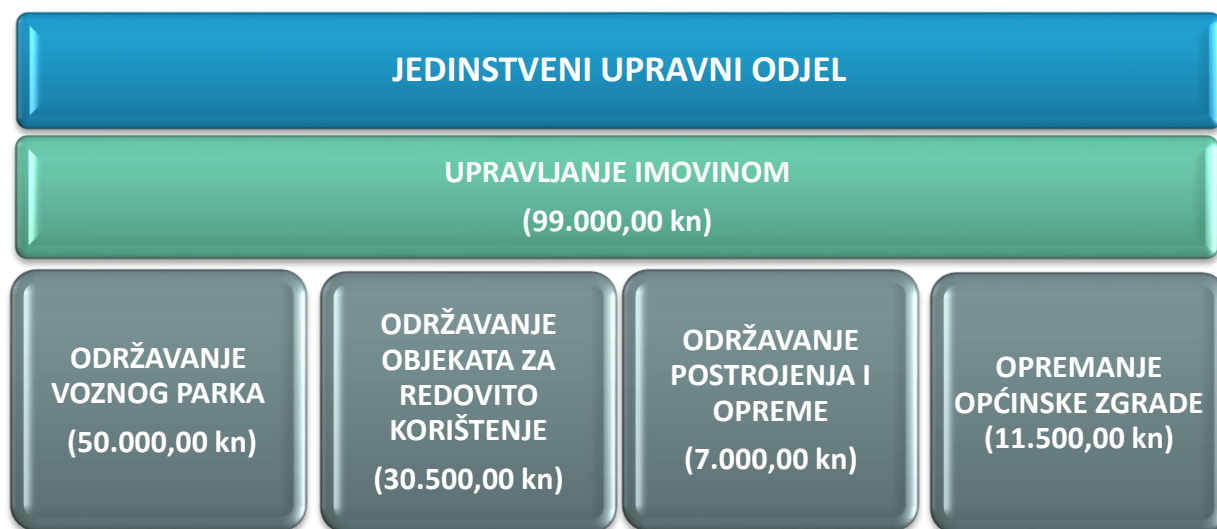 JEDINSTVENI UPRAVNI ODJEL
UPRAVLJANJE IMOVINOM
(99.000,00 kn)
ODRŽAVANJE
VOZNOG PARKA
(50.000,00 kn)
ODRŽAVANJE
OBJEKATA ZA
REDOVITO
KORIŠTENJE
(30.500,00 kn)
ODRŽAVANJE
POSTROJENJA I
OPREME
(7.000,00 kn)
OPREMANJE
OPĆINSKE ZGRADE
(11.500,00 kn)